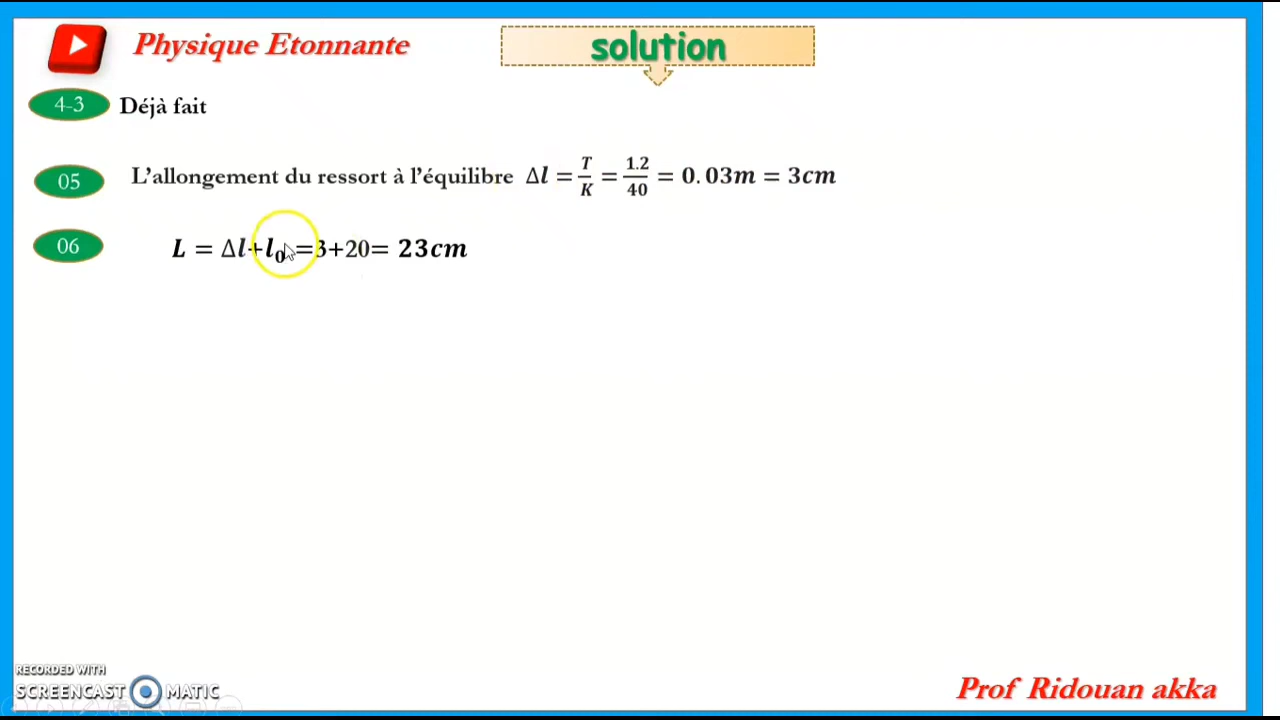 Physique Etonnante
solution
4-3 Déjà fait
05 L'allongement du ressort à l'équilibre Δl = T/K = 1.2/40 = 0.03m = 3cm
06 L = Δl+l₀ =3+20= 23cm
RECORDED WITH
SCREENCAST MATIC
Prof Ridouan akka